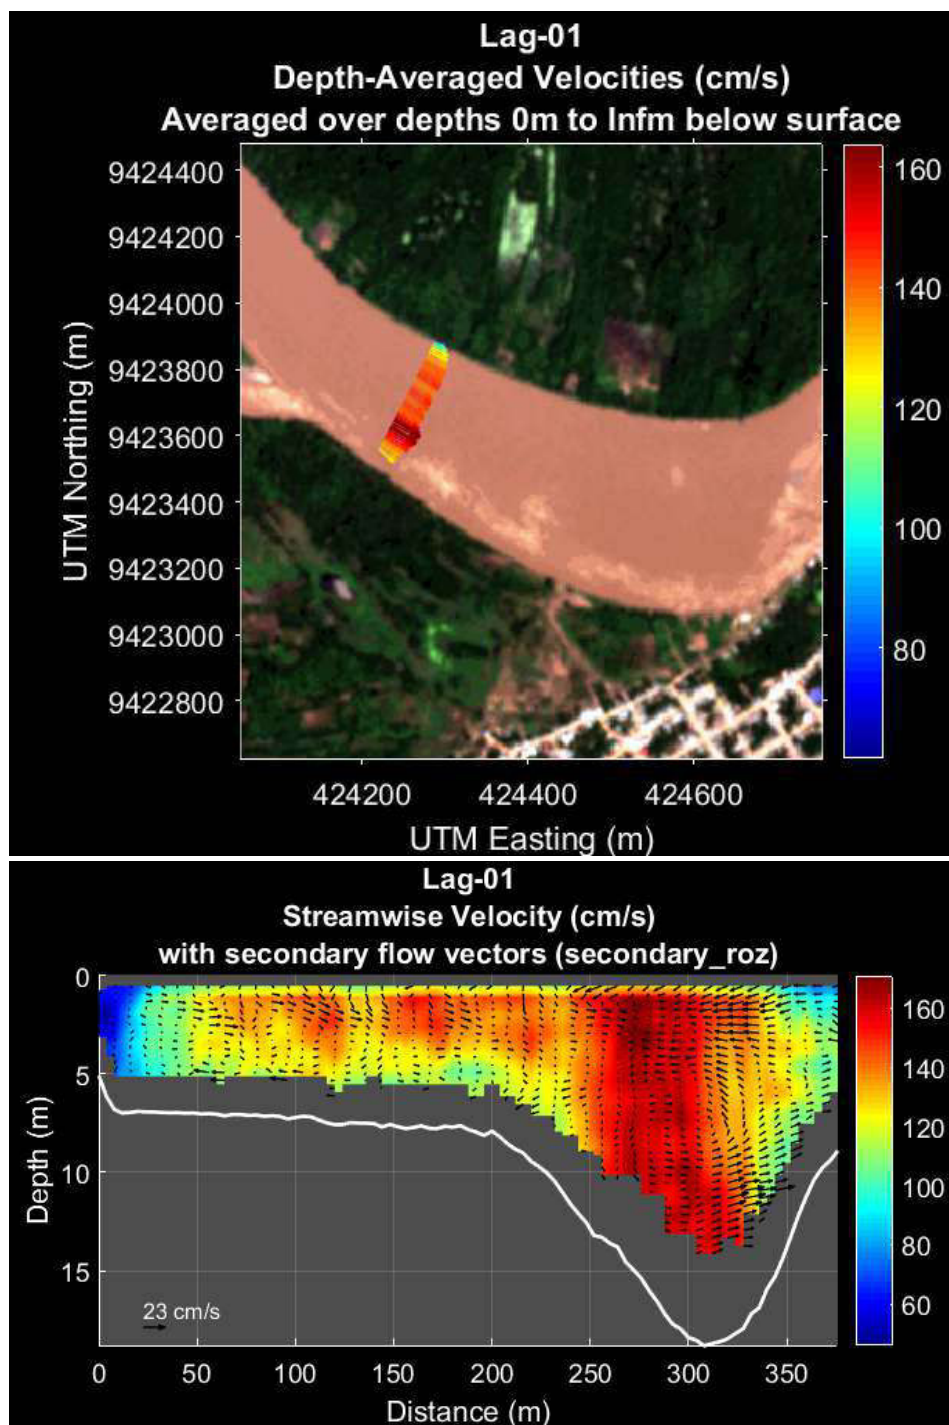 Lag-01
Depth-Averaged Velocities (cm/s)
Averaged over depths 0m to Infm below surface
9424400
9424200
9424000
9423800
9423600
9423400
9423200
9423000
9422800
UTM Northing (m)
424200 424400 424600
UTM Easting (m)
160
140
120
100
80
Lag-01
Streamwise Velocity (cm/s)
with secondary flow vectors (secondary_roz)
0
5
10
15
Depth (m)
23 cm/s
0 50 100 150 200 250 300 350
Distance (m)
160
140
120
100
80
60